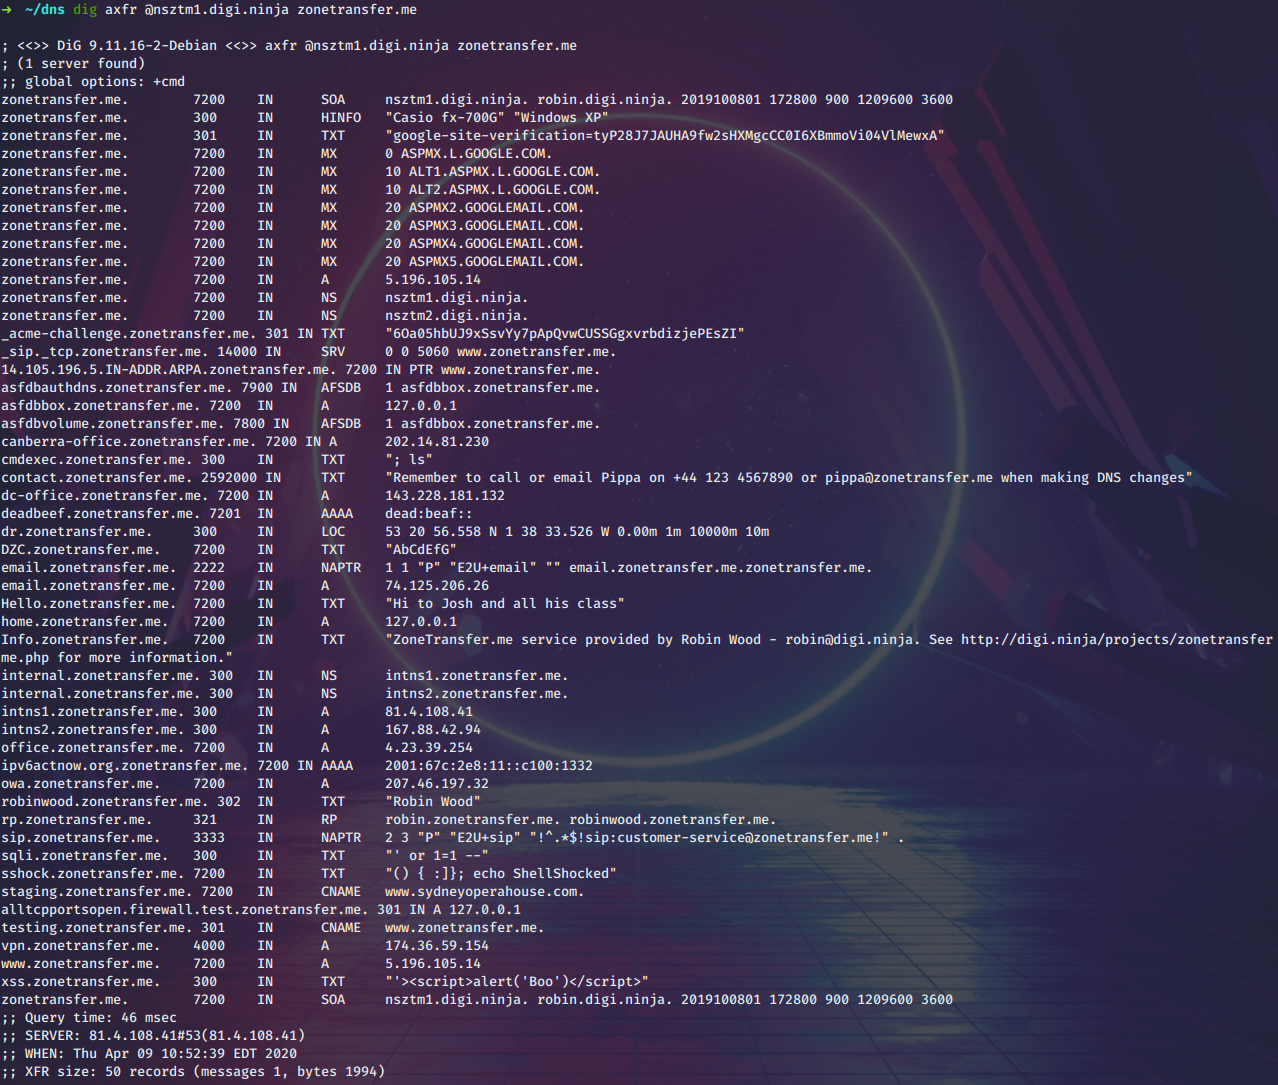 → ~/dns dig axfr @nsztm1.digi.ninja zonetransfer.me
; <<>> DiG 9.11.16-2-Debian <<>> axfr @nsztm1.digi.ninja zonetransfer.me
; (1 server found)
;; global options: +cmd
zonetransfer.me. 7200 IN SOA nsztm1.digi.ninja. robin.digi.ninja. 2019100801 172800 900 1209600 3600
zonetransfer.me. 300 IN HINFO "Casio fx-700G" "Windows XP"
zonetransfer.me. 301 IN TXT "google-site-verification=tyP28J7JAUHA9fw2sHXMgcCC0I6XBmmoVi04VlMewxA"
zonetransfer.me. 7200 IN MX 0 ASPMX.L.GOOGLE.COM.
zonetransfer.me. 7200 IN MX 10 ALT1.ASPMX.L.GOOGLE.COM.
zonetransfer.me. 7200 IN MX 10 ALT2.ASPMX.L.GOOGLE.COM.
zonetransfer.me. 7200 IN MX 20 ASPMX2.GOOGLEMAIL.COM.
zonetransfer.me. 7200 IN MX 20 ASPMX3.GOOGLEMAIL.COM.
zonetransfer.me. 7200 IN MX 20 ASPMX4.GOOGLEMAIL.COM.
zonetransfer.me. 7200 IN MX 20 ASPMX5.GOOGLEMAIL.COM.
zonetransfer.me. 7200 IN A 5.196.105.14
zonetransfer.me. 7200 IN NS nsztm1.digi.ninja.
zonetransfer.me. 7200 IN NS nsztm2.digi.ninja.
_acme-challenge.zonetransfer.me. 301 IN TXT "6Oa05hbUJ9xSsvYy7pApQvwCUSSGgxvrbdizjePEsZI"
_sip._tcp.zonetransfer.me. 14000 IN SRV 0 0 5060 www.zonetransfer.me.
14.105.196.5.IN-ADDR.ARPA.zonetransfer.me. 7200 IN PTR www.zonetransfer.me.
asfdbauthdns.zonetransfer.me. 7900 IN AFSDB 1 asfdbbox.zonetransfer.me.
asfdbbox.zonetransfer.me. 7200 IN A 127.0.0.1
asfdbvolume.zonetransfer.me. 7800 IN AFSDB 1 asfdbbox.zonetransfer.me.
canberra-office.zonetransfer.me. 7200 IN A 202.14.81.230
cmdexec.zonetransfer.me. 300 IN TXT "; ls"
contact.zonetransfer.me. 2592000 IN TXT "Remember to call or email Pippa on +44 123 4567890 or pippa@zonetransfer.me when making DNS changes"
dc-office.zonetransfer.me. 7200 IN A 143.228.181.132
deadbeef.zonetransfer.me. 7201 IN AAAA dead:beaf::
dr.zonetransfer.me. 300 IN LOC 53 20 56.558 N 1 38 33.526 W 0.00m 1m 10000m 10m
DZC.zonetransfer.me. 7200 IN TXT "AbCdEfG"
email.zonetransfer.me. 2222 IN NAPTR 1 1 "P" "E2U+email" "" email.zonetransfer.me.zonetransfer.me.
email.zonetransfer.me. 7200 IN A 74.125.206.26
Hello.zonetransfer.me. 7200 IN TXT "Hi to Josh and all his class"
home.zonetransfer.me. 7200 IN A 127.0.0.1
Info.zonetransfer.me. 7200 IN TXT "ZoneTransfer.me service provided by Robin Wood - robin@digi.ninja. See http://digi.ninja/projects/zonetransfer
me.php for more information."
internal.zonetransfer.me. 300 IN NS intns1.zonetransfer.me.
internal.zonetransfer.me. 300 IN NS intns2.zonetransfer.me.
intns1.zonetransfer.me. 300 IN A 81.4.108.41
intns2.zonetransfer.me. 300 IN A 167.88.42.94
office.zonetransfer.me. 7200 IN A 4.23.39.254
ipv6actnow.org.zonetransfer.me. 7200 IN AAAA 2001:67c:2e8:11::c100:1332
owa.zonetransfer.me. 7200 IN A 207.46.197.32
robinwood.zonetransfer.me. 302 IN TXT "Robin Wood"
rp.zonetransfer.me. 321 IN RP robin.zonetransfer.me. robinwood.zonetransfer.me.
sip.zonetransfer.me. 3333 IN NAPTR 2 3 "P" "E2U+sip" "!^.*$!sip:customer-service@zonetransfer.me!" .
sqli.zonetransfer.me. 300 IN TXT "' or 1=1 --"
sshock.zonetransfer.me. 7200 IN TXT "() { :]}; echo ShellShocked"
staging.zonetransfer.me. 7200 IN CNAME www.sydneyoperahouse.com.
alltcpportsopen.firewall.test.zonetransfer.me. 301 IN A 127.0.0.1
testing.zonetransfer.me. 301 IN CNAME www.zonetransfer.me.
vpn.zonetransfer.me. 4000 IN A 174.36.59.154
www.zonetransfer.me. 7200 IN A 5.196.105.14
xss.zonetransfer.me. 300 IN TXT "'><script>alert('Boo')</script>"
zonetransfer.me. 7200 IN SOA nsztm1.digi.ninja. robin.digi.ninja. 2019100801 172800 900 1209600 3600
;; Query time: 46 msec
;; SERVER: 81.4.108.41#53(81.4.108.41)
;; WHEN: Thu Apr 09 10:52:39 EDT 2020
;; XFR size: 50 records (messages 1, bytes 1994)